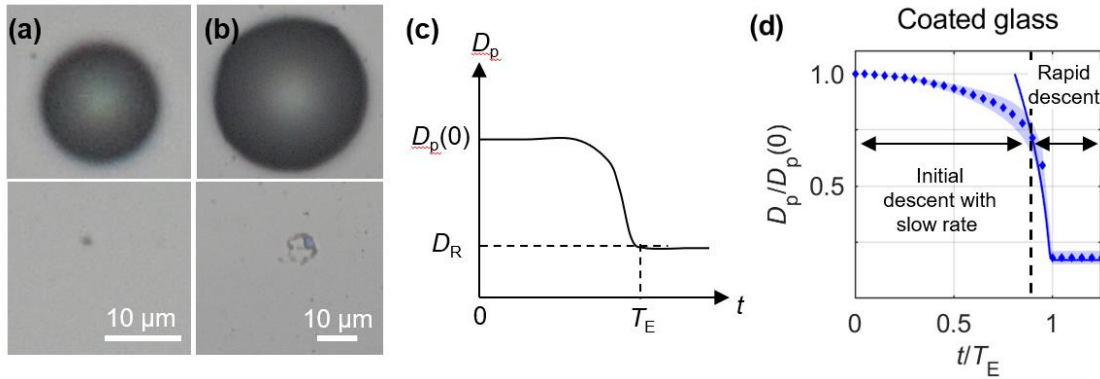 (a)
(b)
10 μm
10 μm
(c)
Dp
Dp(0)
DR
0
TE
t
(d)
Coated glass
1.0
0.5
Dp/Dp(0)
Rapid
descent
Initial
descent with
slow rate
0
0.5
1
t/TE